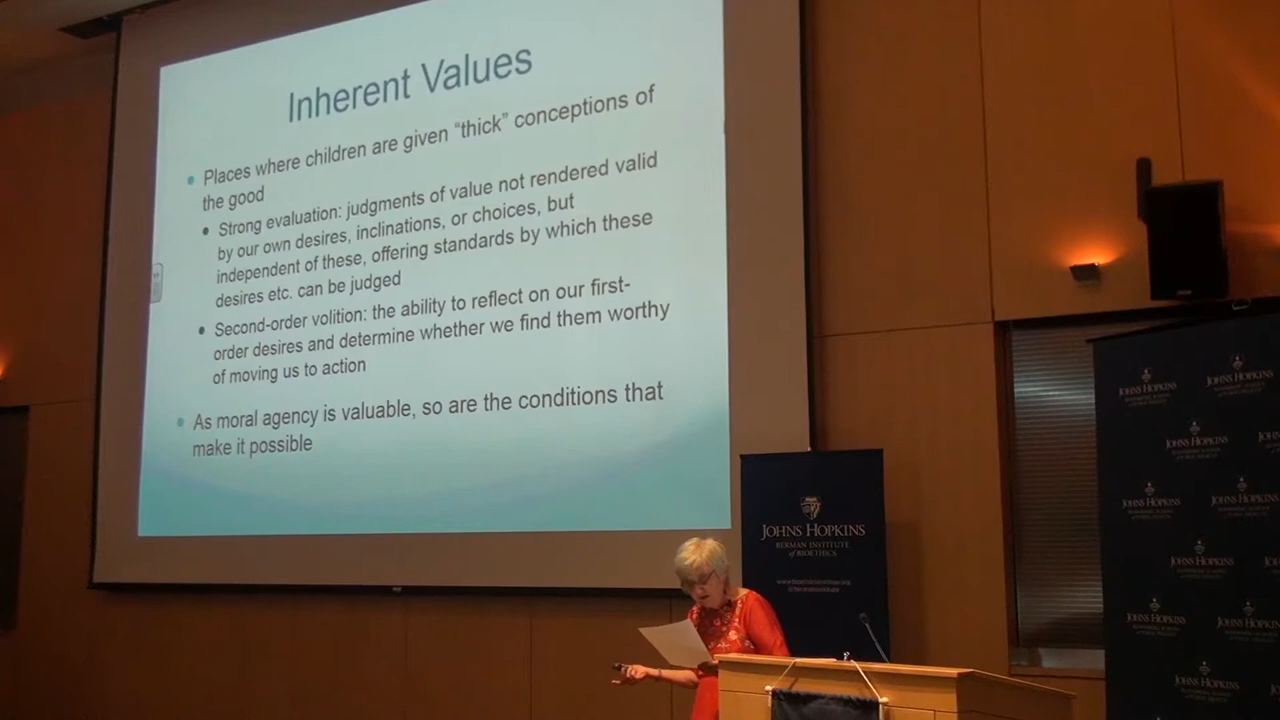 Inherent Values
Places where children are given “thick” conceptions of
the good
Strong evaluation: judgments of value not rendered valid
by our own desires, inclinations, or choices, but
independent of these, offering standards by which these
desires etc. can be judged
Second-order volition: the ability to reflect on our first-
order desires and determine whether we find them worthy
of moving us to action
As moral agency is valuable, so are the conditions that
make it possible
JOHNS HOPKINS
BERMAN INSTITUTE
of BIOETHICS
JOHNS HOPKINS
JOHNS HOPKINS
JOHNS HOPKINS
JOHNS HOPKINS
JOHNS HOPKINS
JOHNS HOPKINS
JOHNS HOPKINS
JOHNS HOPKINS
JOHNS HOPKINS